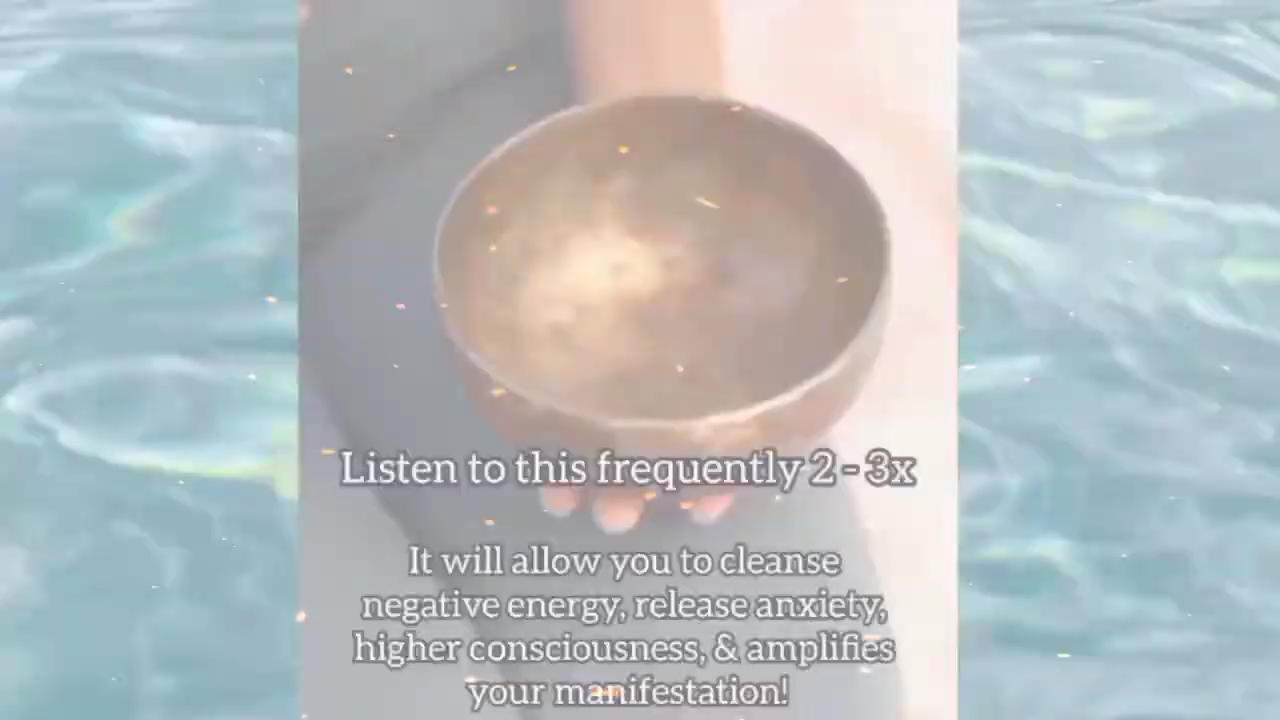 Listen to this frequently 2 - 3x
It will allow you to cleanse
negative energy, release anxiety,
higher consciousness, & amplifies
your manifestation!